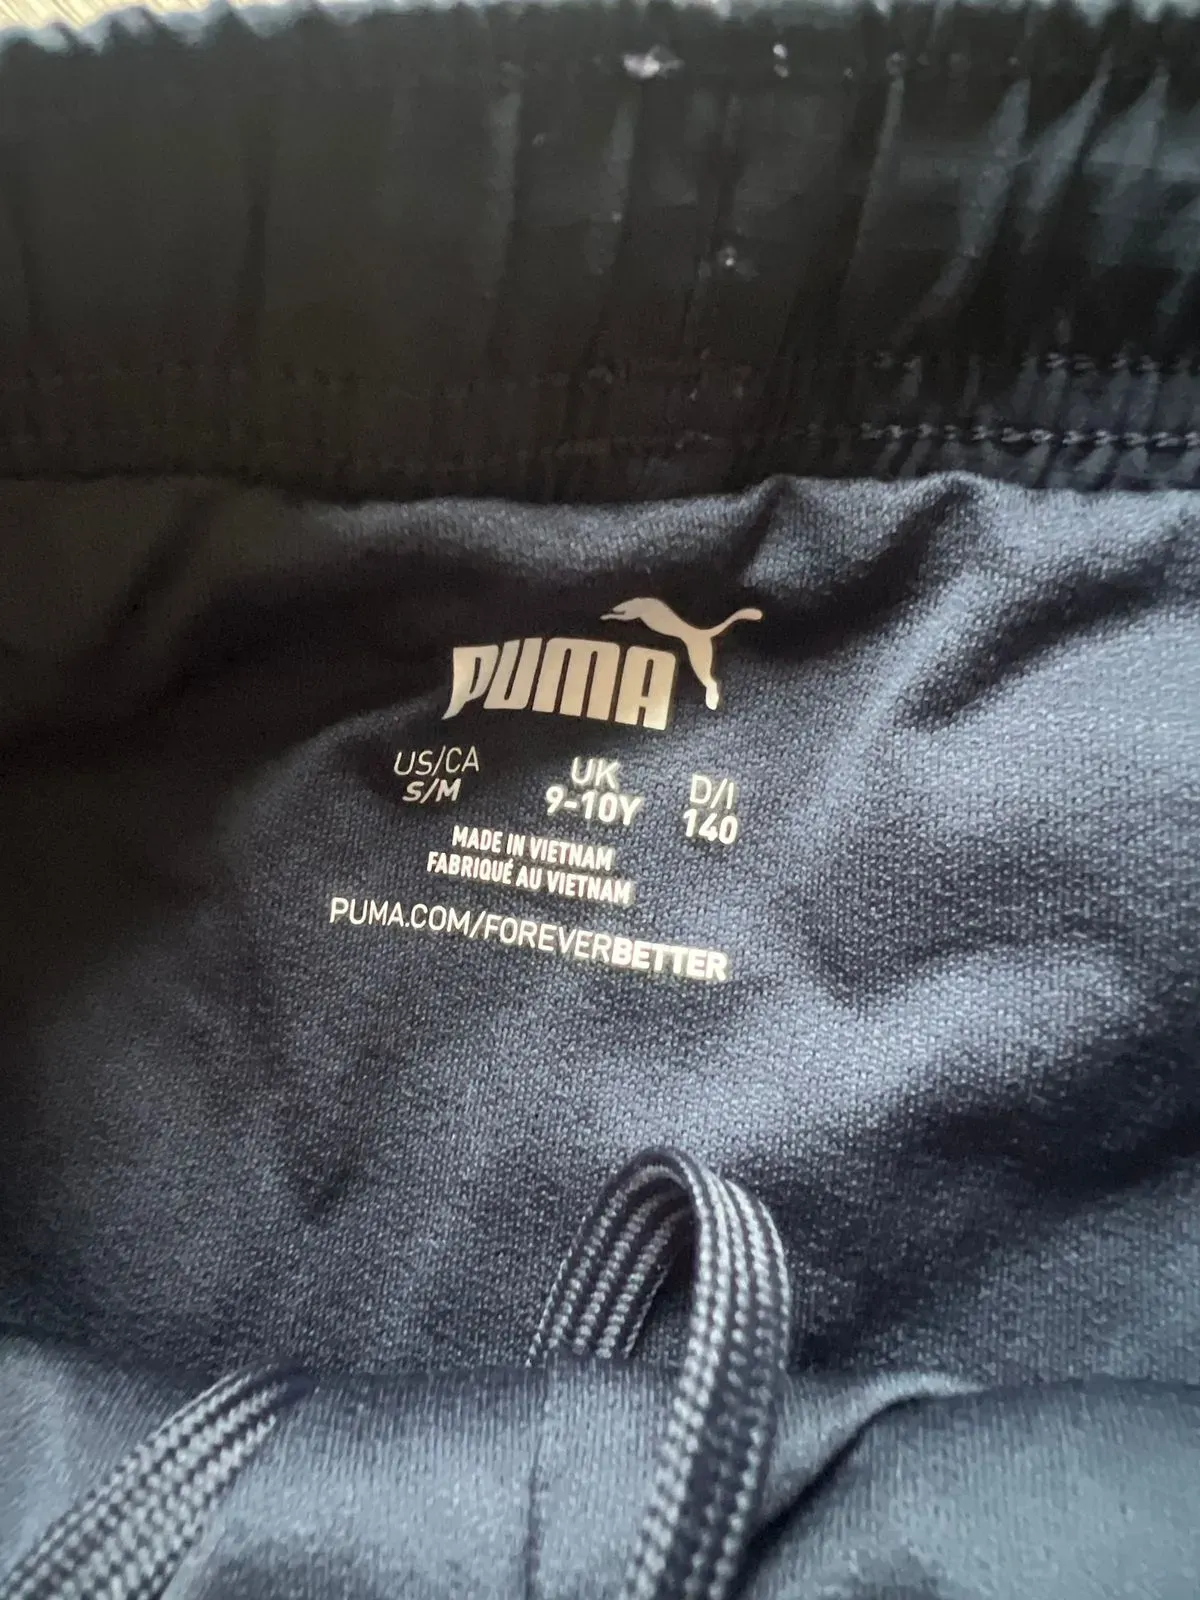 PUMA
US/CA UK D/I
S/M 9-10Y 140
MADE IN VIETNAM
FABRIQUÉ AU VIETNAM
PUMA.COM/FOREVERBETTER